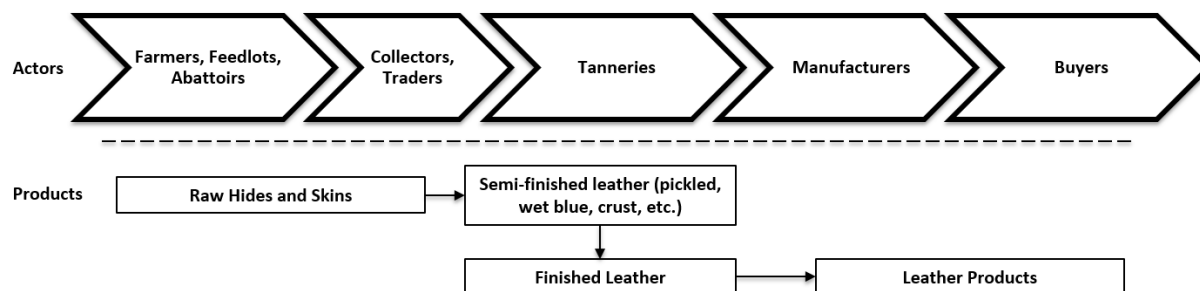 Actors
Farmers, Feedlots,
Abattoirs
Collectors,
Traders
Tanneries
Manufacturers
Buyers
Products
Raw Hides and Skins
Semi-finished leather (pickled,
wet blue, crust, etc.)
Finished Leather
Leather Products